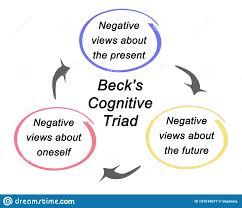 Negative
views about
the present
Beck's
Cognitive
Triad
Negative
views about
oneself
Negative
views about
the future
dreamstime.com